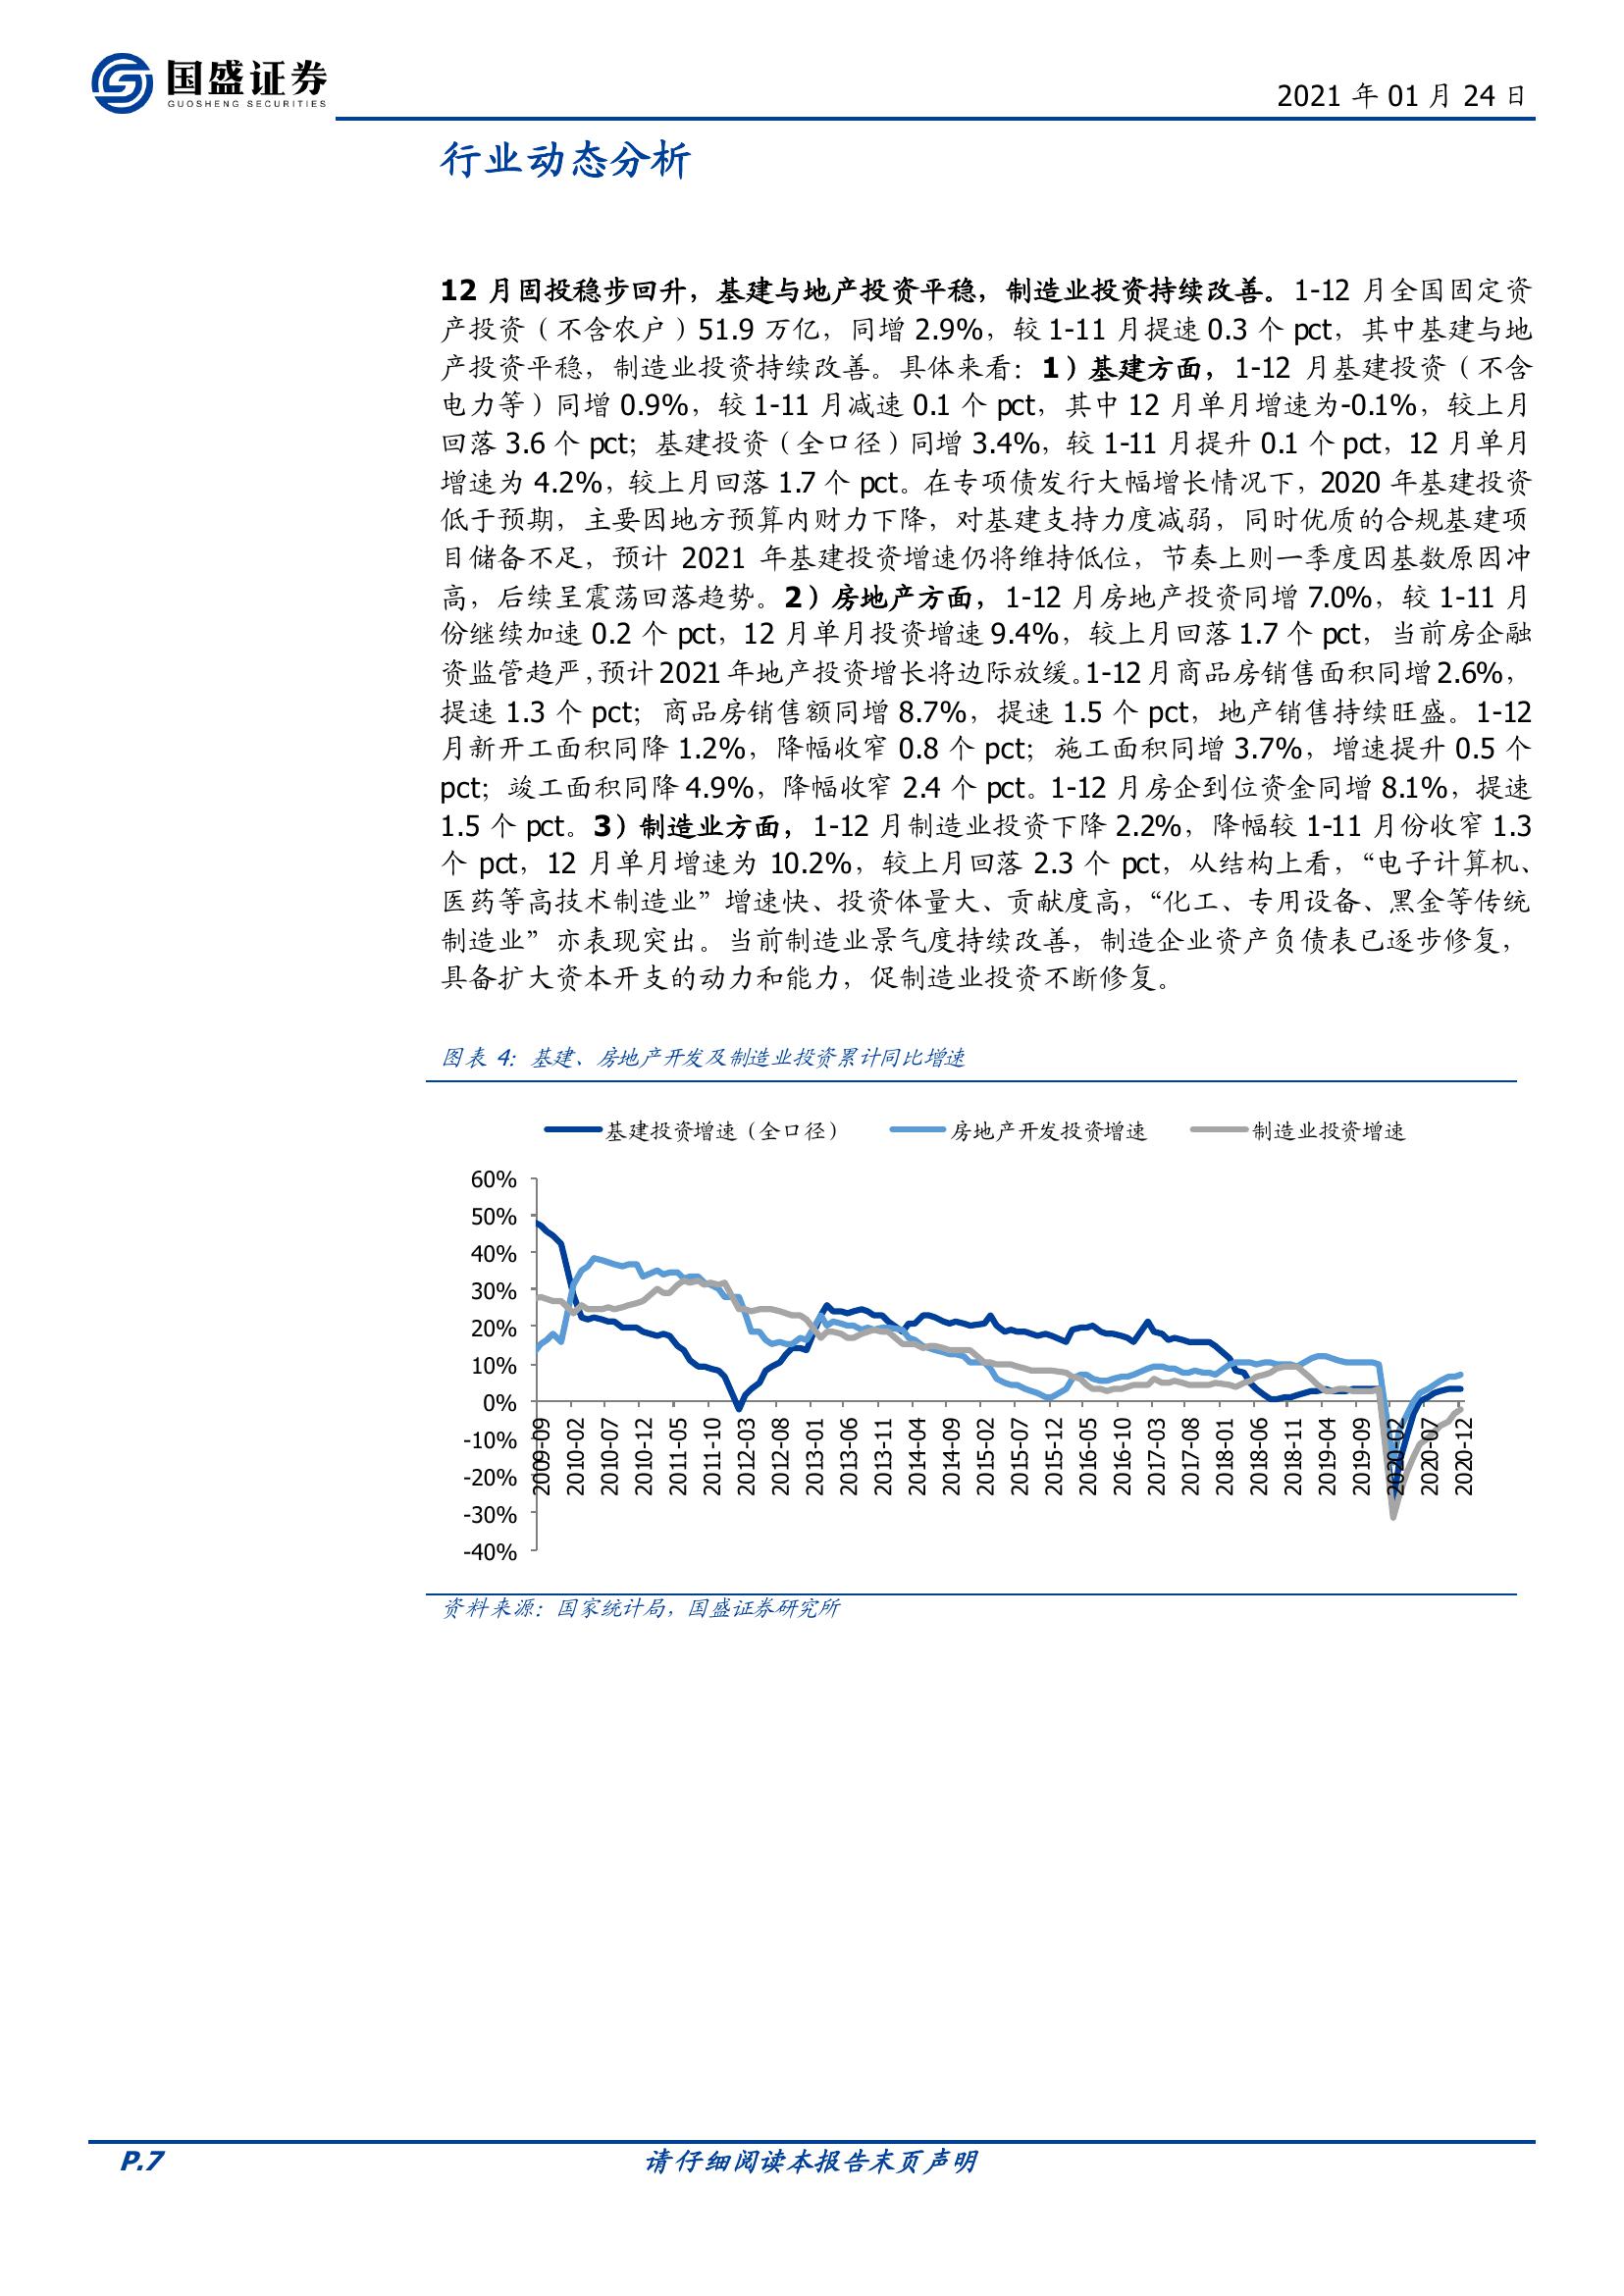 国盛证券
GUOSHENG SECURITIES
2021 年 01 月 24 日
行业动态分析
12 月固投稳步回升，基建与地产投资平稳，制造业投资持续改善。1-12 月全国固定资
产投资（不含农户）51.9 万亿，同增 2.9%，较 1-11 月提速 0.3 个 pct，其中基建与地
产投资平稳，制造业投资持续改善。具体来看：1）基建方面，1-12 月基建投资（不含
电力等）同增 0.9%，较 1-11 月减速 0.1 个 pct，其中 12 月单月增速为-0.1%，较上月
回落 3.6 个 pct；基建投资（全口径）同增 3.4%，较 1-11 月提升 0.1 个 pct，12 月单月
增速为 4.2%，较上月回落 1.7 个 pct。在专项债发行大幅增长情况下，2020 年基建投资
低于预期，主要因地方预算内财力下降，对基建支持力度减弱，同时优质的合规基建项
目储备不足，预计 2021 年基建投资增速仍将维持低位，节奏上则一季度因基数原因冲
高，后续呈震荡回落趋势。2）房地产方面，1-12 月房地产投资同增 7.0%，较 1-11 月
份继续加速 0.2 个 pct，12 月单月投资增速 9.4%，较上月回落 1.7 个 pct，当前房企融
资监管趋严，预计 2021 年地产投资增长将边际放缓。1-12 月商品房销售面积同增 2.6%，
提速 1.3 个 pct；商品房销售额同增 8.7%，提速 1.5 个 pct，地产销售持续旺盛。1-12
月新开工面积同降 1.2%，降幅收窄 0.8 个 pct；施工面积同增 3.7%，增速提升 0.5 个
pct；竣工面积同降 4.9%，降幅收窄 2.4 个 pct。1-12 月房企到位资金同增 8.1%，提速
1.5 个 pct。3）制造业方面，1-12 月制造业投资下降 2.2%，降幅较 1-11 月份收窄 1.3
个 pct，12 月单月增速为 10.2%，较上月回落 2.3 个 pct，从结构上看，“电子计算机、
医药等高技术制造业”增速快、投资体量大、贡献度高，“化工、专用设备、黑金等传统
制造业”亦表现突出。当前制造业景气度持续改善，制造企业资产负债表已逐步修复，
具备扩大资本开支的动力和能力，促制造业投资不断修复。
图表 4：基建、房地产开发及制造业投资累计同比增速
基建投资增速（全口径） 房地产开发投资增速 制造业投资增速
60%
50%
40%
30%
20%
10%
0%
-10%
-20%
-30%
-40%
2009-09
2010-02
2010-07
2010-12
2011-05
2011-10
2012-03
2012-08
2013-01
2013-06
2013-11
2014-04
2014-09
2015-02
2015-07
2015-12
2016-05
2016-10
2017-03
2017-08
2018-01
2018-06
2018-11
2019-04
2019-09
2020-02
2020-07
2020-12
资料来源：国家统计局，国盛证券研究所
P.7
请仔细阅读本报告末页声明